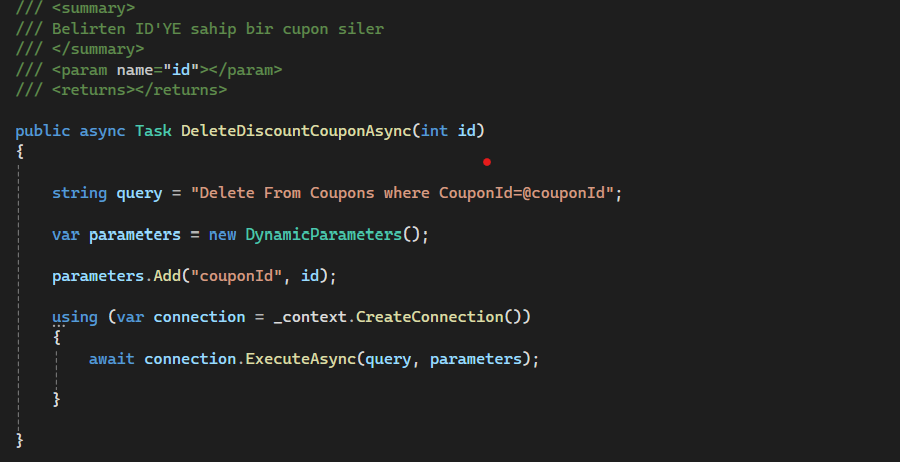 /// <summary>
/// Belirten ID'YE sahip bir cupon siler
/// </summary>
/// <param name="id"></param>
/// <returns></returns>
public async Task DeleteDiscountCouponAsync(int id)
{
string query = "Delete From Coupons where CouponId=@couponId";
var parameters = new DynamicParameters();
parameters.Add("couponId", id);
using (var connection = _context.CreateConnection())
{
await connection.ExecuteAsync(query, parameters);
}
}